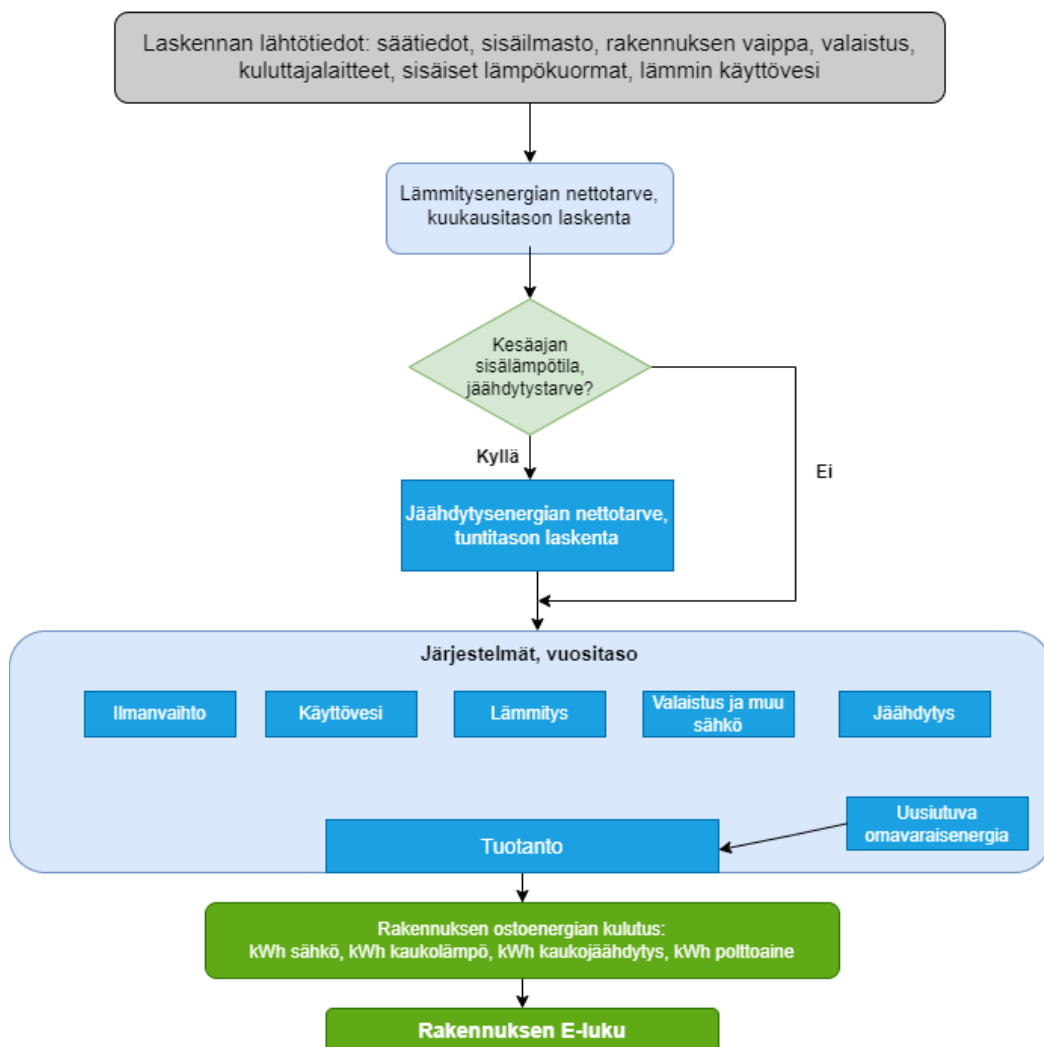 Laskennan lähtötiedot: säätiedot, sisäilmasto, rakennuksen vaippa, valaistus,
kuluttajalaitteet, sisäiset lämpökuormat, lämmin käyttövesi
Lämmitysenergian nettotarve,
kuukausitason laskenta
Kesäajan
sisälämpötila,
jäähdytystarve?
Kyllä
Ei
Jäähdytysenergian nettotarve,
tuntitason laskenta
Järjestelmät, vuositaso
Ilmanvaihto
Käyttövesi
Lämmitys
Valaistus ja muu
sähkö
Jäähdytys
Uusiutuva
omavaraisenergia
Tuotanto
Rakennuksen ostoenergian kulutus:
kWh sähkö, kWh kaukolämpö, kWh kaukojäähdytys, kWh polttoaine
Rakennuksen E-luku